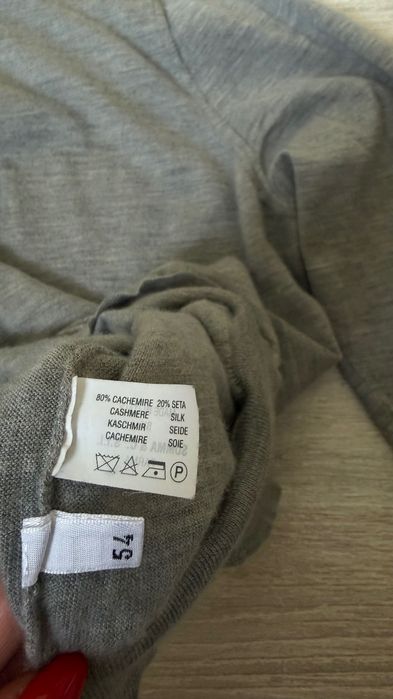 80% CACHEMIRE 20% SETA
CASHMERE SILK
KASCHMIR SEIDE
CACHEMIRE SOIE
P
54